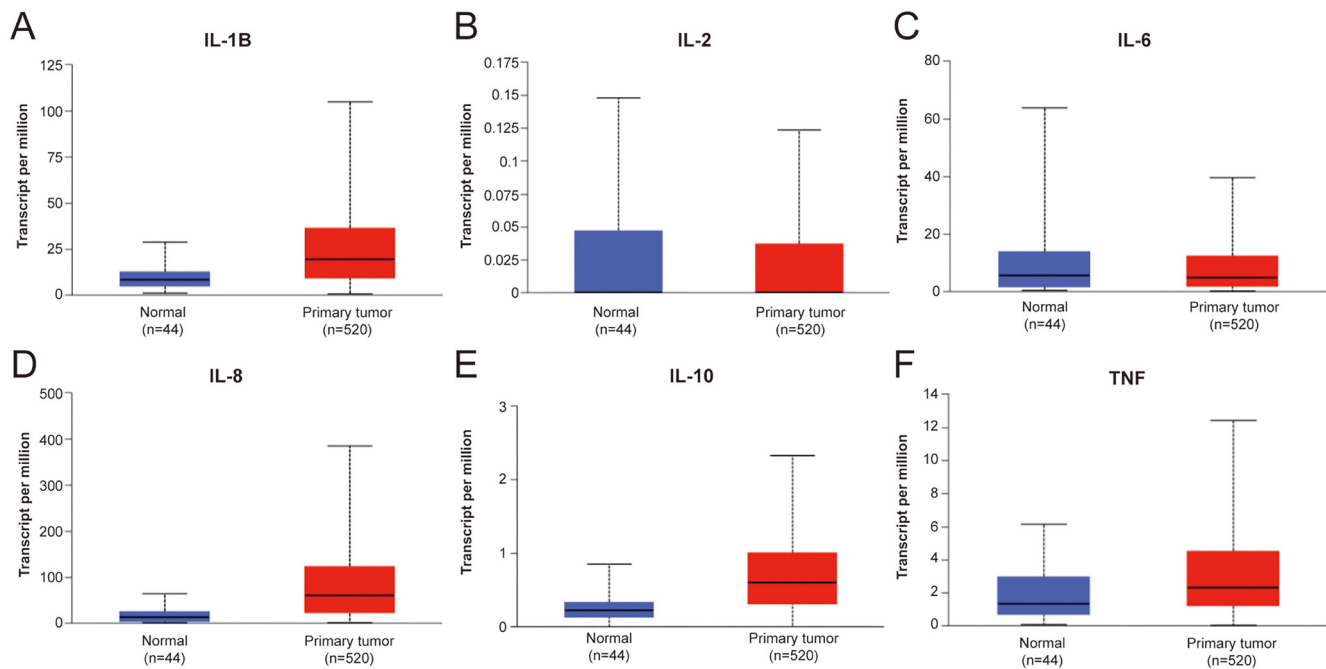 A
IL-1B
Transcript per million
125
100
75
50
25
0
Normal
(n=44)
Primary tumor
(n=520)
B
IL-2
Transcript per million
0.175
0.15
0.125
0.1
0.075
0.05
0.025
0
Normal
(n=44)
Primary tumor
(n=520)
C
IL-6
Transcript per million
80
60
40
20
0
Normal
(n=44)
Primary tumor
(n=520)
D
IL-8
Transcript per million
500
400
300
200
100
0
Normal
(n=44)
Primary tumor
(n=520)
E
IL-10
Transcript per million
3
2
1
0
Normal
(n=44)
Primary tumor
(n=520)
F
TNF
Transcript per million
14
12
10
8
6
4
2
0
Normal
(n=44)
Primary tumor
(n=520)